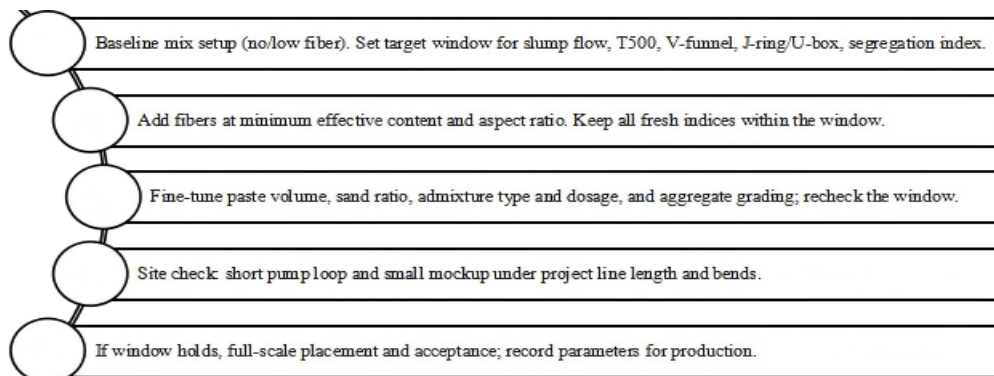 Baseline mix setup (no/low fiber). Set target window for slump flow, T500, V-funnel, J-ring/U-box, segregation index.
Add fibers at minimum effective content and aspect ratio. Keep all fresh indices within the window.
Fine-tune paste volume, sand ratio, admixture type and dosage, and aggregate grading; recheck the window.
Site check: short pump loop and small mockup under project line length and bends.
If window holds, full-scale placement and acceptance; record parameters for production.